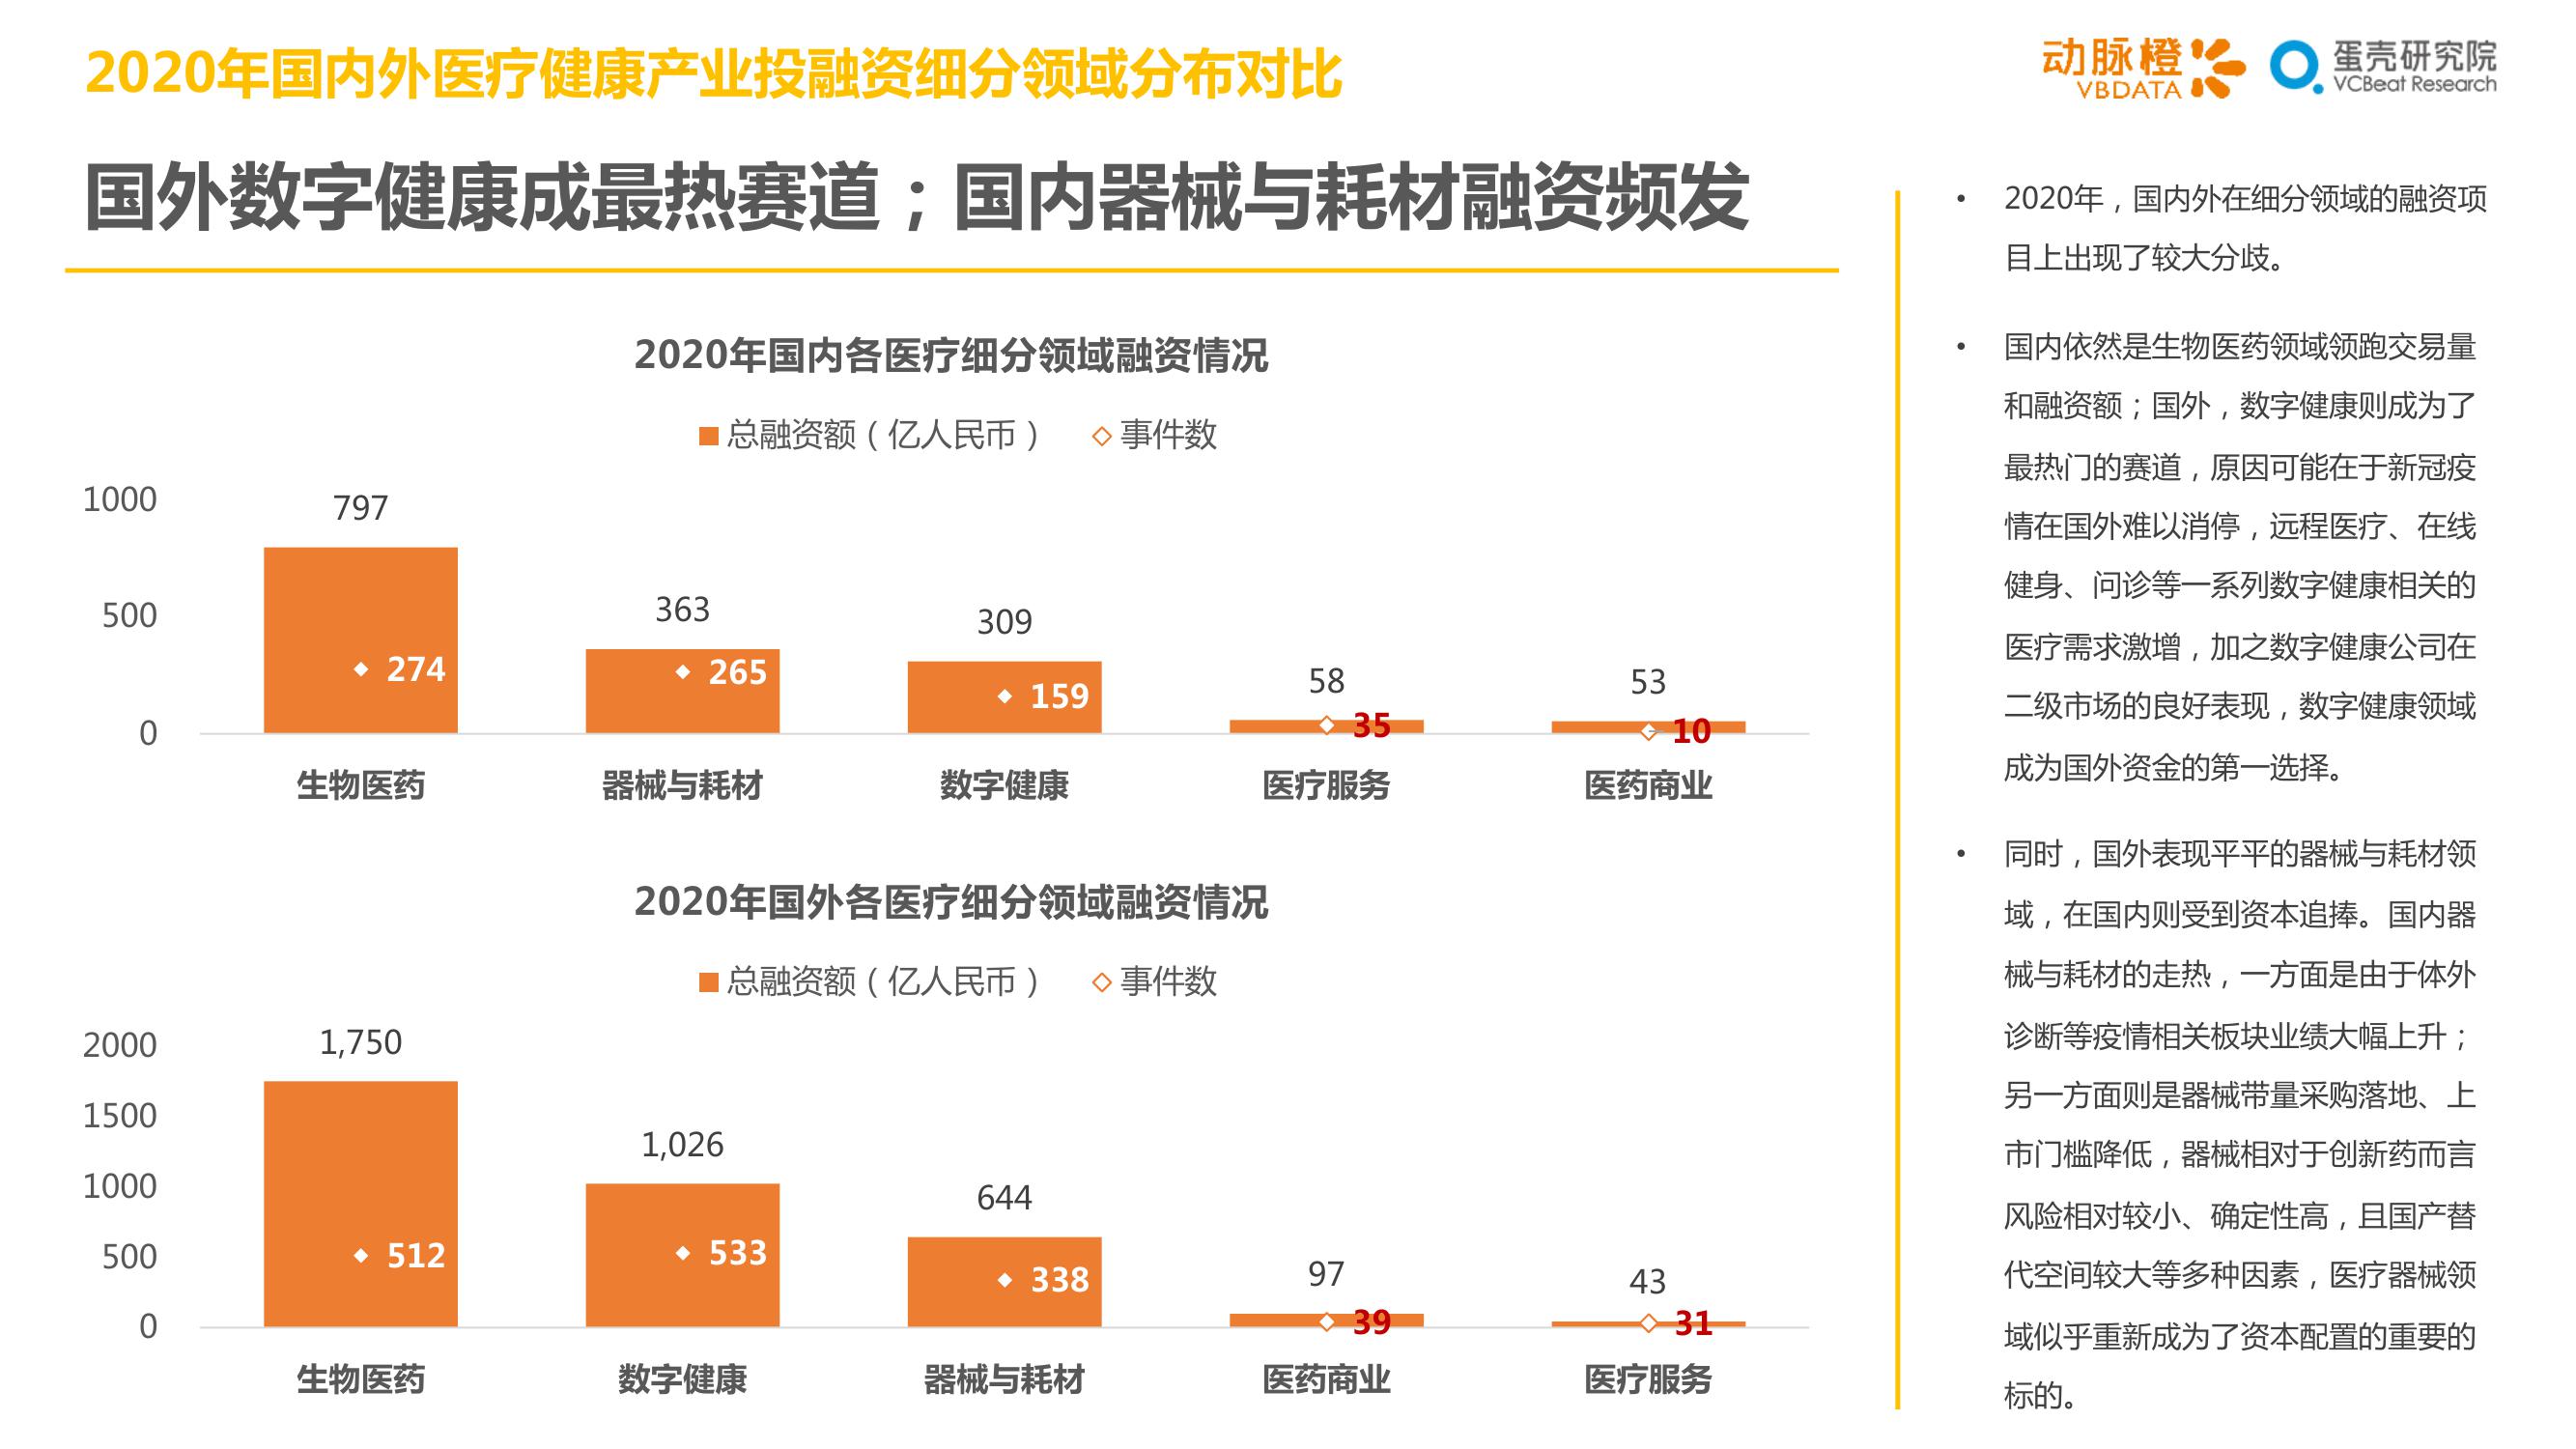 2020年国内外医疗健康产业投融资细分领域分布对比
动脉橙
VBDATA
蛋壳研究院
VCBeat Research
国外数字健康成最热赛道；国内器械与耗材融资频发
2020年国内各医疗细分领域融资情况
总融资额（亿人民币） 事件数
1000
500
0
797
363
309
58
53
274
265
159
35
10
生物医药 器械与耗材 数字健康 医疗服务 医药商业
2020年国外各医疗细分领域融资情况
总融资额（亿人民币） 事件数
2000
1500
1000
500
0
1,750
1,026
644
97
43
512
533
338
39
31
生物医药 数字健康 器械与耗材 医药商业 医疗服务
• 2020年，国内外在细分领域的融资项
目上出现了较大分歧。
• 国内依然是生物医药领域领跑交易量
和融资额；国外，数字健康则成为了
最热门的赛道，原因可能在于新冠疫
情在国外难以消停，远程医疗、在线
健身、问诊等一系列数字健康相关的
医疗需求激增，加之数字健康公司在
二级市场的良好表现，数字健康领域
成为国外资金的第一选择。
• 同时，国外表现平平的器械与耗材领
域，在国内则受到资本追捧。国内器
械与耗材的走热，一方面是由于体外
诊断等疫情相关板块业绩大幅上升；
另一方面则是器械带量采购落地、上
市门槛降低，器械相对于创新药而言
风险相对较小、确定性高，且国产替
代空间较大等多种因素，医疗器械领
域似乎重新成为了资本配置的重要的
标的。